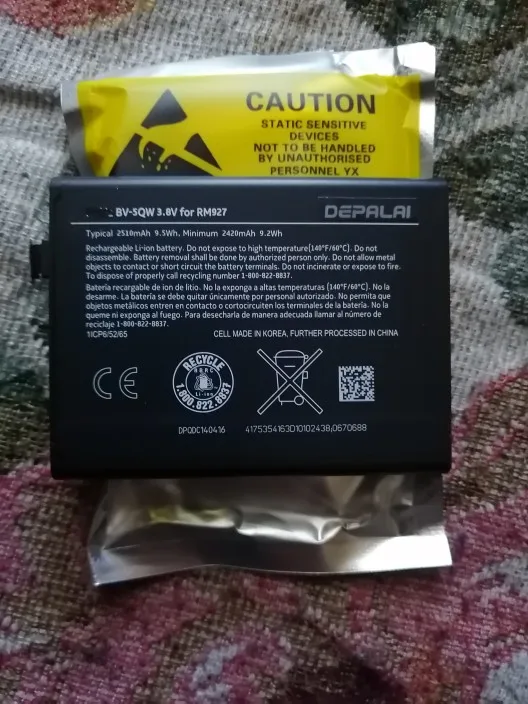 CAUTION
STATIC SENSITIVE
DEVICES
NOT TO BE HANDLED
BY UNAUTHORISED
PERSONNEL YX
BV-5QW 3.8V for RM927
DEPALAI
Typical 2510mAh 9.5Wh. Minimum 2420mAh 9.2Wh
Rechargeable Li-ion battery. Do not expose to high temperature(140°F/60°C). Do not
disassemble. Battery removal shall be done by authorized person only. Do not allow metal
objects to contact or short circuit the battery terminals. Do not incinerate or expose to fire.
To dispose of properly call recycling number 1-800-822-8837.
Batería recargable de ion de litio. No la exponga a altas temperaturas (140°F/60°C). No la
desarme. La batería se debe quitar únicamente por personal autorizado. No permita que
objetos metálicos entren en contacto o cortocircuiten los terminales de la batería. No la
queme ni exponga al fuego. Para desecharla de manera adecuada llamar al número de
reciclaje 1-800-822-8837.
1ICP6/52/65
CELL MADE IN KOREA, FURTHER PROCESSED IN CHINA
CE
RECYCLE
RBRC
Li-ion
1.800.822.8837
DPQDC140416
4175354163D10102438,0670688